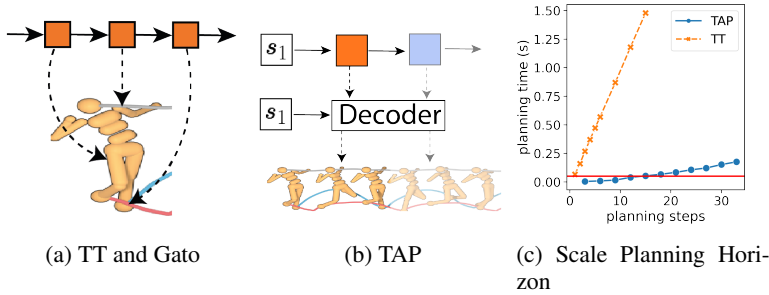 s₁
s₁
Decoder
planning time (s)
1.50
1.25
1.00
0.75
0.50
0.25
0.00
0
10
20
30
planning steps
TAP
TT
(a) TT and Gato
(b) TAP
(c) Scale Planning Hori-
zon